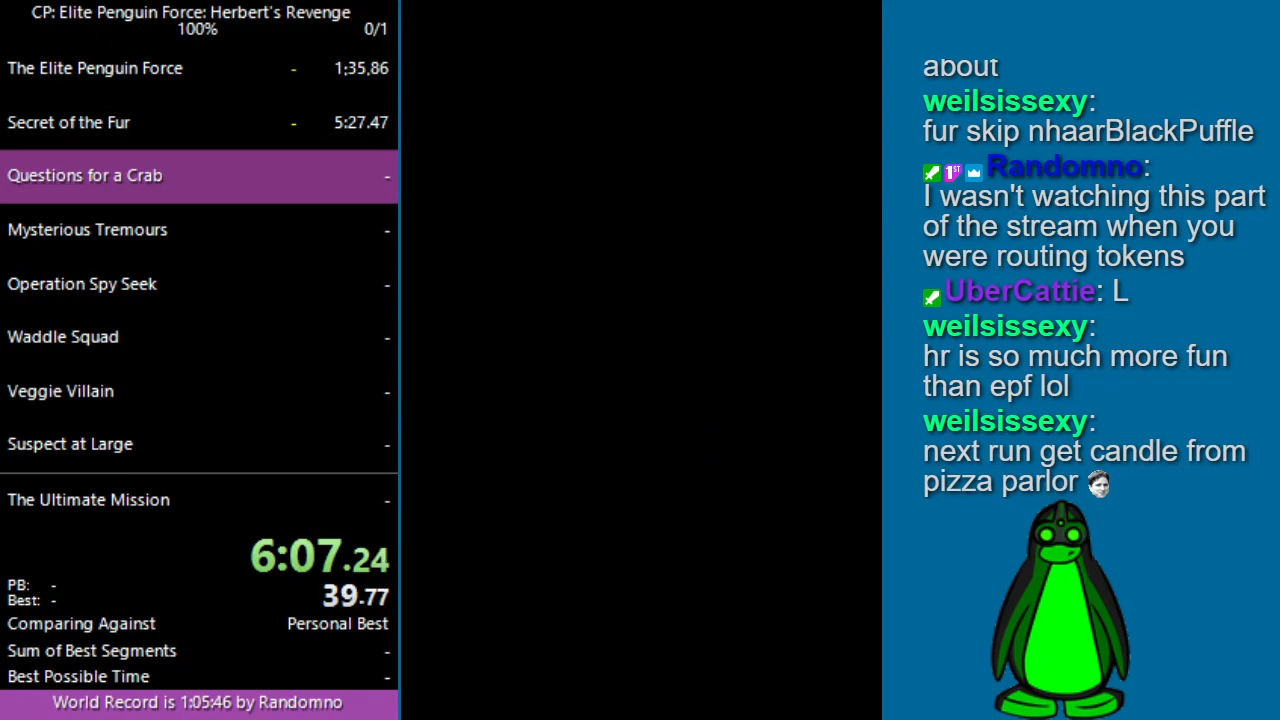 CP: Elite Penguin Force: Herbert's Revenge
100% 0/1
The Elite Penguin Force - 1:35,86
Secret of the Fur - 5:27.47
Questions for a Crab -
Mysterious Tremours -
Operation Spy Seek -
Waddle Squad -
Veggie Villain -
Suspect at Large -
The Ultimate Mission -
6:07.24
PB: -
Best: -
39.77
Comparing Against Personal Best
Sum of Best Segments -
Best Possible Time -
World Record is 1:05:46 by Randomno
about
weilsissexy:
fur skip nhaarBlackPuffle
1ST Randomno:
I wasn't watching this part
of the stream when you
were routing tokens
UberCattie: L
weilsissexy:
hr is so much more fun
than epf lol
weilsissexy:
next run get candle from
pizza parlor